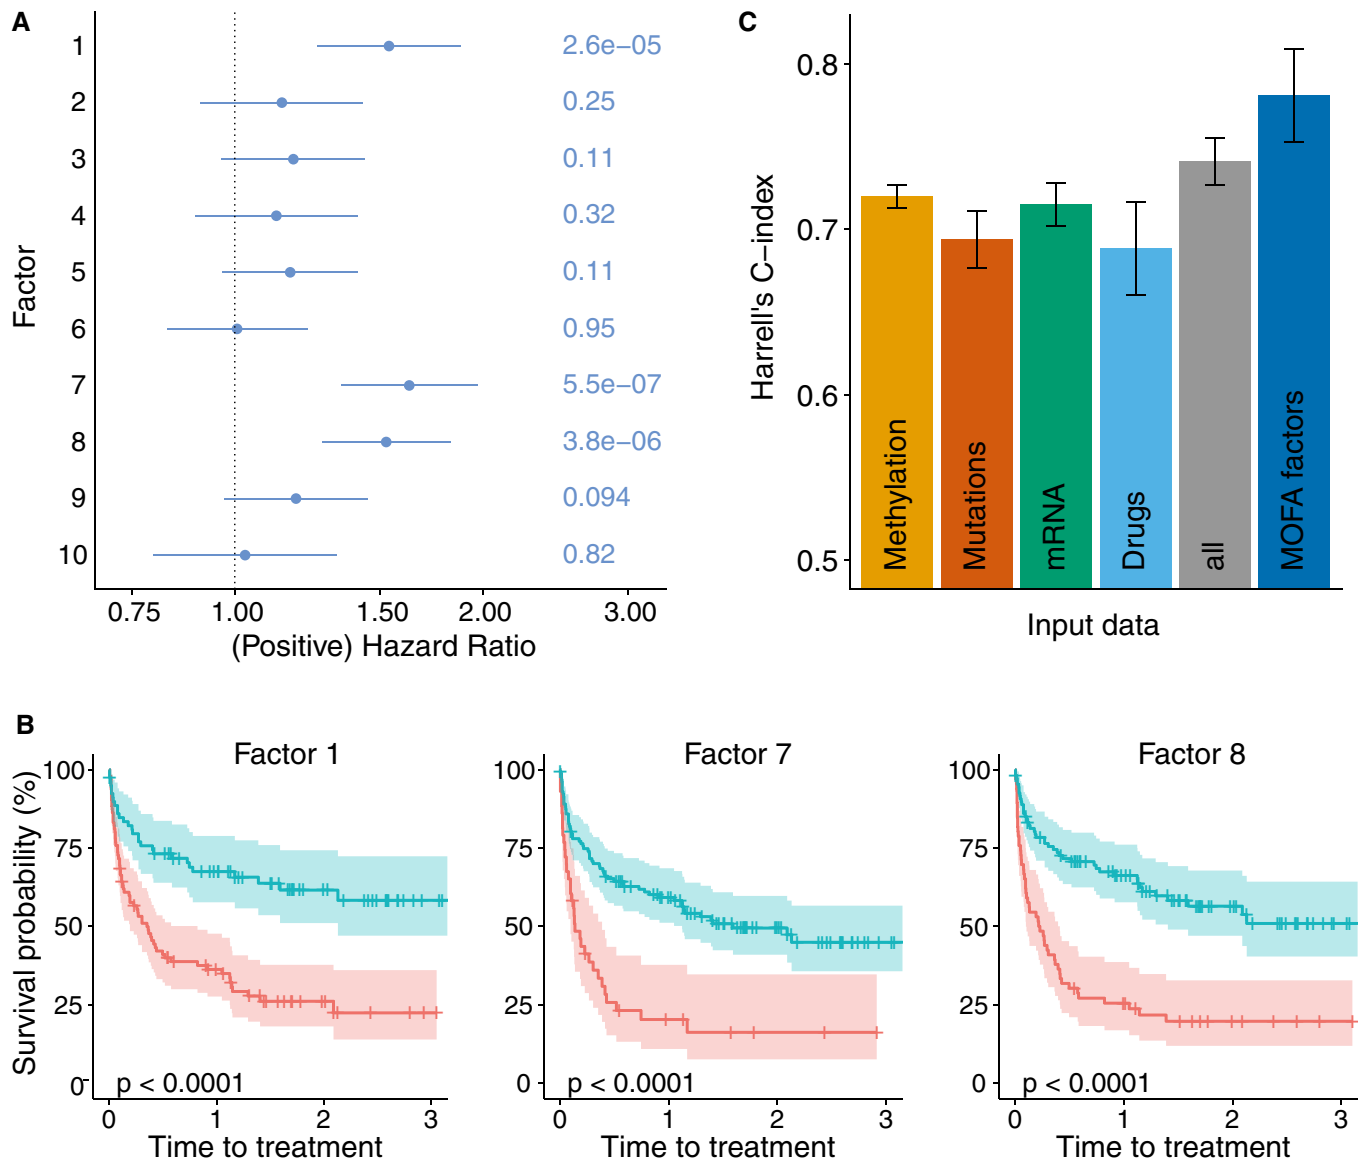 A
Factor
1 2.6e−05
2 0.25
3 0.11
4 0.32
5 0.11
6 0.95
7 5.5e−07
8 3.8e−06
9 0.094
10 0.82
0.75 1.00 1.50 2.00 3.00
(Positive) Hazard Ratio
C
Harrell's C−index
0.8
0.7
0.6
0.5
Methylation
Mutations
mRNA
Drugs
all
MOFA factors
Input data
B
Survival probability (%)
Factor 1
100
75
50
25
0
p < 0.0001
0 1 2 3
Time to treatment
Factor 7
100
75
50
25
0
p < 0.0001
0 1 2 3
Time to treatment
Factor 8
100
75
50
25
0
p < 0.0001
0 1 2 3
Time to treatment